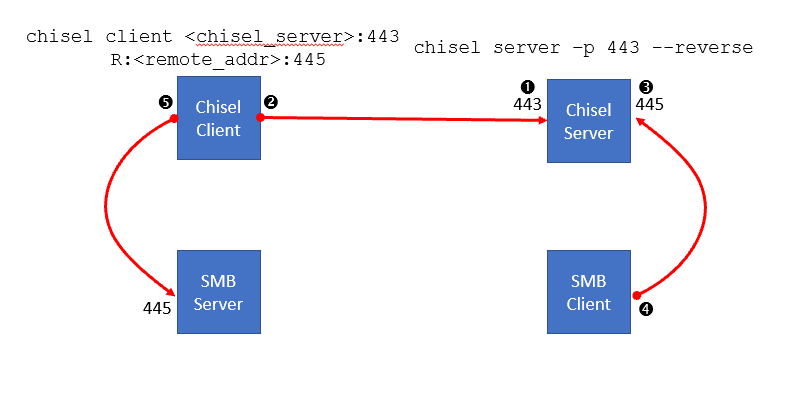 chisel client <chisel_server>:443
R:<remote_addr>:445
chisel server –p 443 --reverse
❶
443
❸
445
❺
Chisel
Client
❷
Chisel
Server
SMB
Server
445
SMB
Client
❹